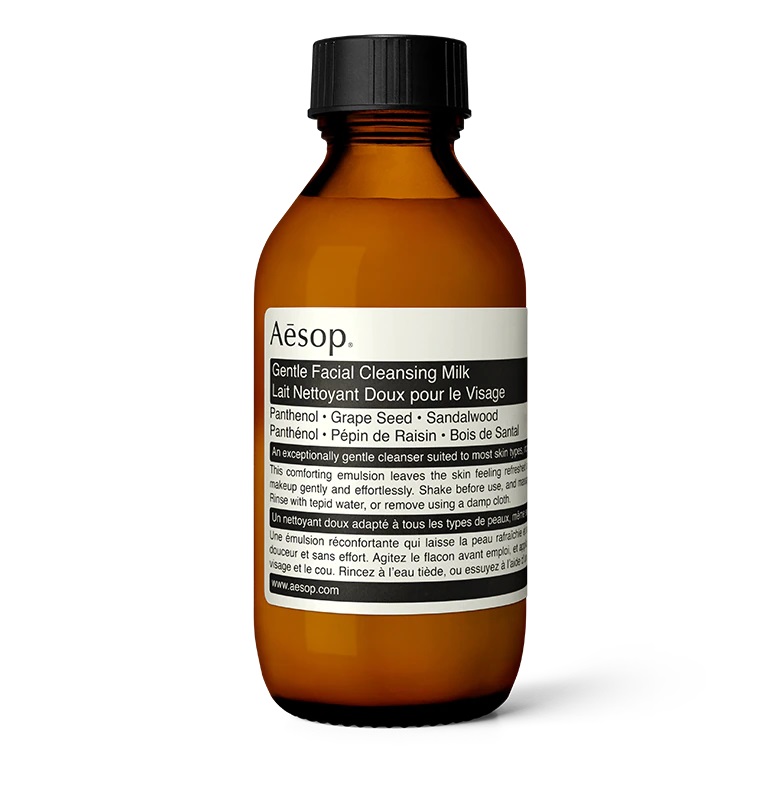 Aēsop®
Gentle Facial Cleansing Milk
Lait Nettoyant Doux pour le Visage
Panthenol • Grape Seed • Sandalwood
Panthénol • Pépin de Raisin • Bois de Santal
An exceptionally gentle cleanser suited to most skin types,
This comforting emulsion leaves the skin feeling refreshed
makeup gently and effortlessly. Shake before use, and
Rinse with tepid water, or remove using a damp cloth.
Un nettoyant doux adapté à tous les types de peaux, même
Une émulsion réconfortante qui laisse la peau rafraîchie
douceur et sans effort. Agitez le flacon avant emploi, et
visage et le cou. Rincez à l'eau tiède, ou essuyez à l'aide
www.aesop.com